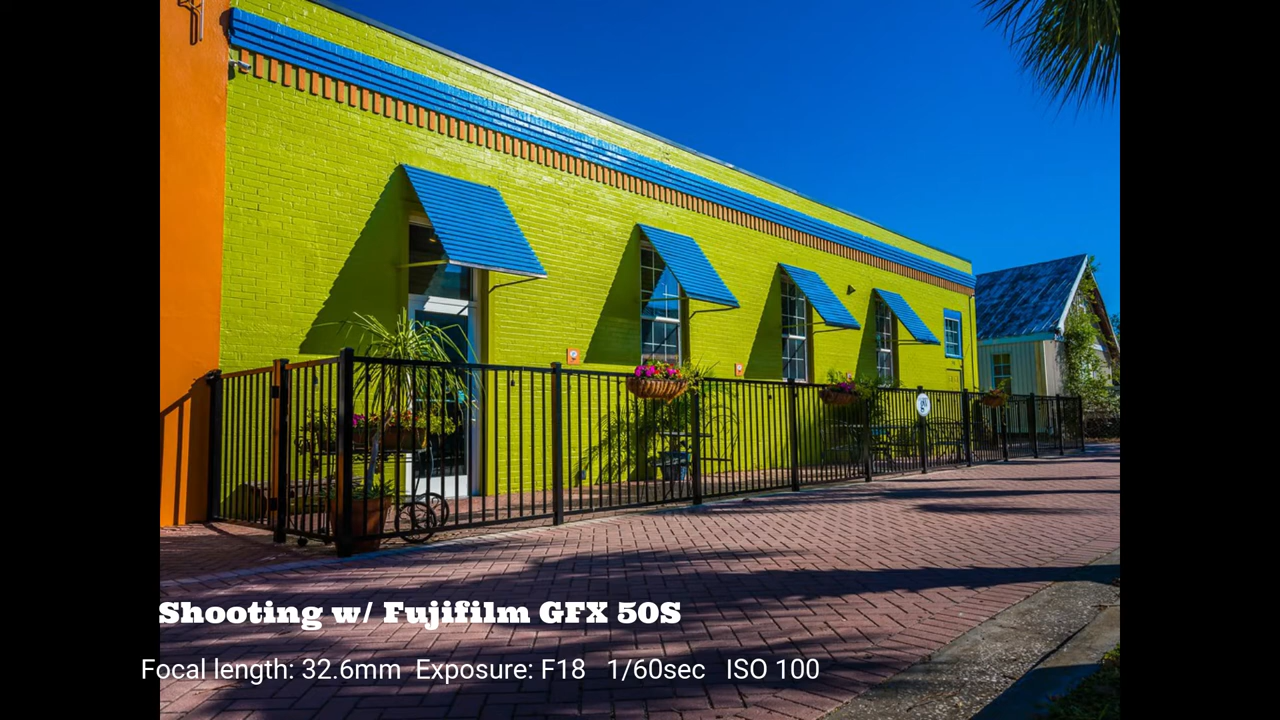 Shooting w/ Fujifilm GFX 50S
Focal length: 32.6mm Exposure: F18 1/60sec ISO 100